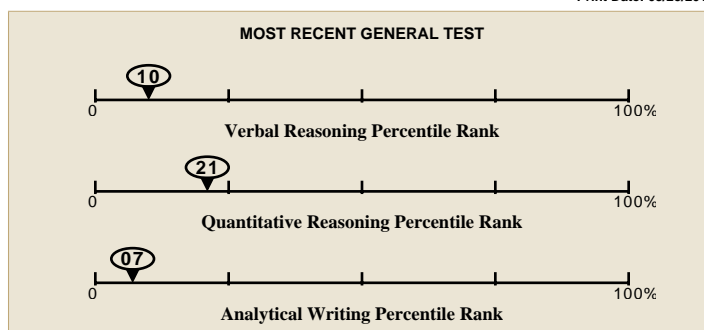 MOST RECENT GENERAL TEST
10
0 100%
Verbal Reasoning Percentile Rank
21
0 100%
Quantitative Reasoning Percentile Rank
07
0 100%
Analytical Writing Percentile Rank